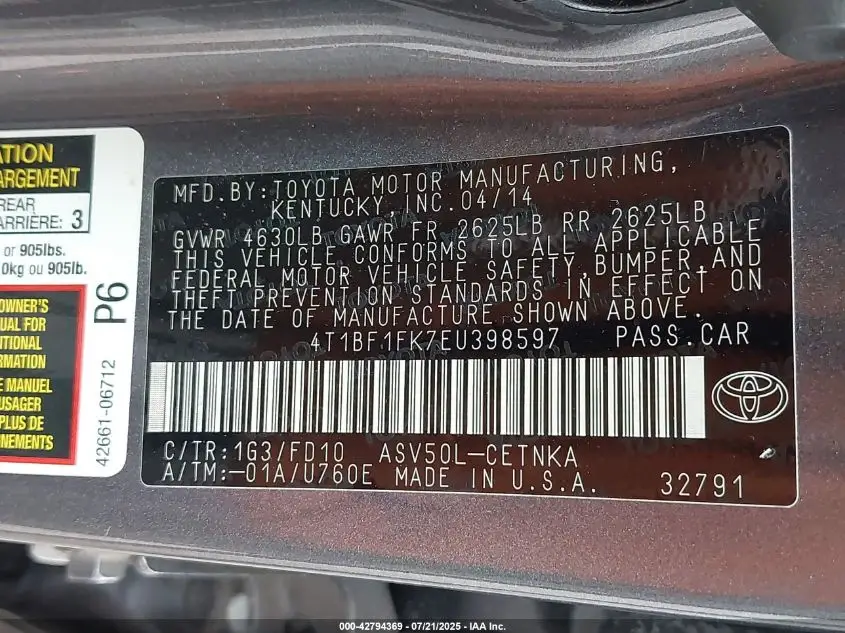 ATION
ARGEMENT
REAR
ARRIÈRE: 3
or 905lbs.
0kg ou 905lb.
OWNER'S
UAL FOR
ITIONAL
RMATION
E MANUEL
USAGER
PLUS DE
GNEMENTS
P6
42661-06712
MFD. BY: TOYOTA MOTOR MANUFACTURING,
KENTUCKY INC. 04/14
GVWR 4630LB GAWR FR 2625LB RR 2625LB
THIS VEHICLE CONFORMS TO ALL APPLICABLE
FEDERAL MOTOR VEHICLE SAFETY, BUMPER, AND
THEFT PREVENTION STANDARDS IN EFFECT ON
THE DATE OF MANUFACTURE SHOWN ABOVE.
4T1BF1FK7EU398597 PASS. CAR
C/TR: 1G3/FD10 ASV50L-CETNKA
A/TM: -01A/U760E MADE IN U.S.A. 32791
000-42794369 - 07/21/2025 - IAA Inc.